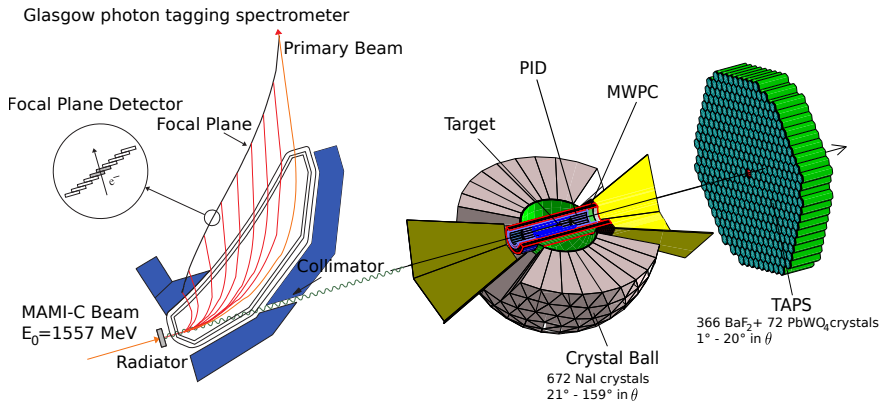 Glasgow photon tagging spectrometer
Primary Beam
Focal Plane Detector
Focal Plane
e⁻
MAMI-C Beam
E₀=1557 MeV
Radiator
Collimator
PID
MWPC
Target
Crystal Ball
672 NaI crystals
21° - 159° in θ
TAPS
366 BaF₂+ 72 PbWO₄crystals
1° - 20° in θ